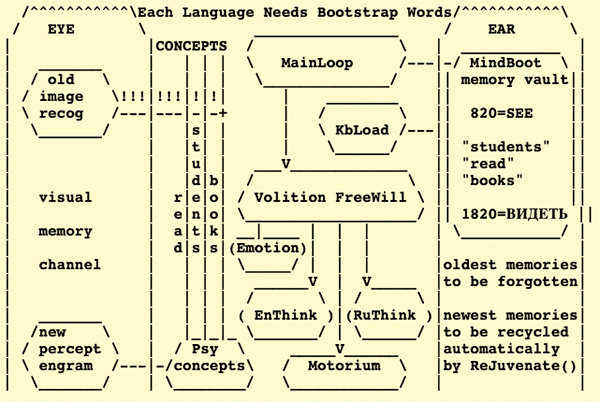 Each Language Needs Bootstrap Words
EYE
old
image
recog
visual
memory
channel
new
percept
engram
CONCEPTS
read
students
books
Psy
concepts
MainLoop
KbLoad
Volition FreeWill
(Emotion)
EnThink
RuThink
Motorium
EAR
MindBoot
memory vault
820=SEE
"students"
"read"
"books"
1820=ВИДЕТЬ
oldest memories
to be forgotten
newest memories
to be recycled
automatically
by ReJuvenate()